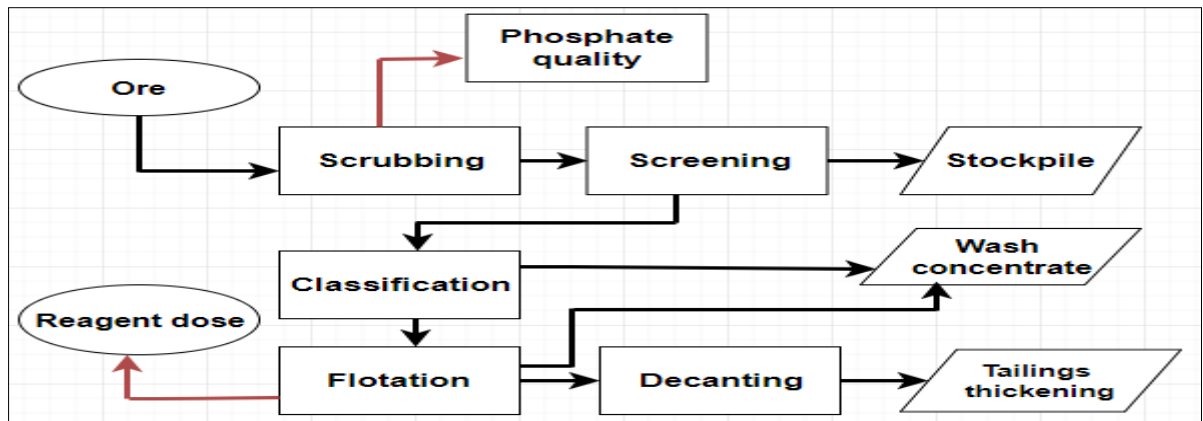 Phosphate
quality
Ore
Scrubbing
Screening
Stockpile
Classification
Wash
concentrate
Reagent dose
Flotation
Decanting
Tailings
thickening